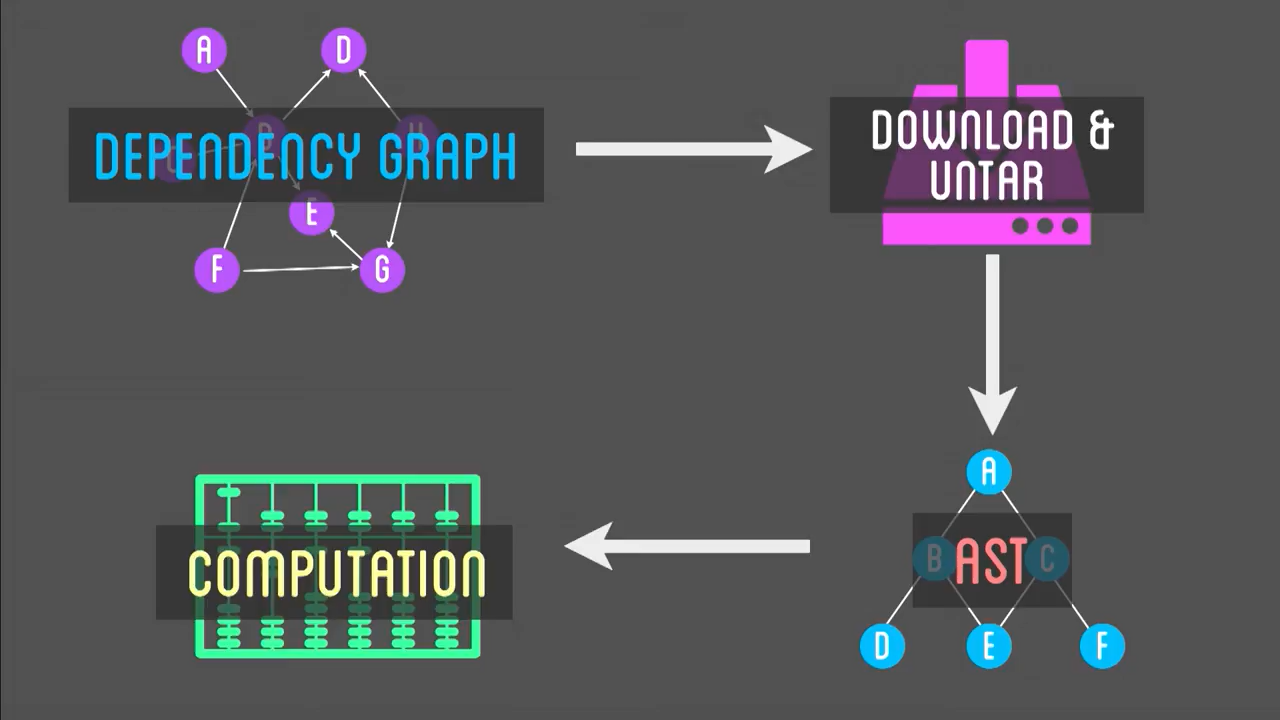 A
D
B
H
C
DEPENDENCY GRAPH
E
F
G
DOWNLOAD &
UNTAR
A
B
AST
C
D
E
F
COMPUTATION